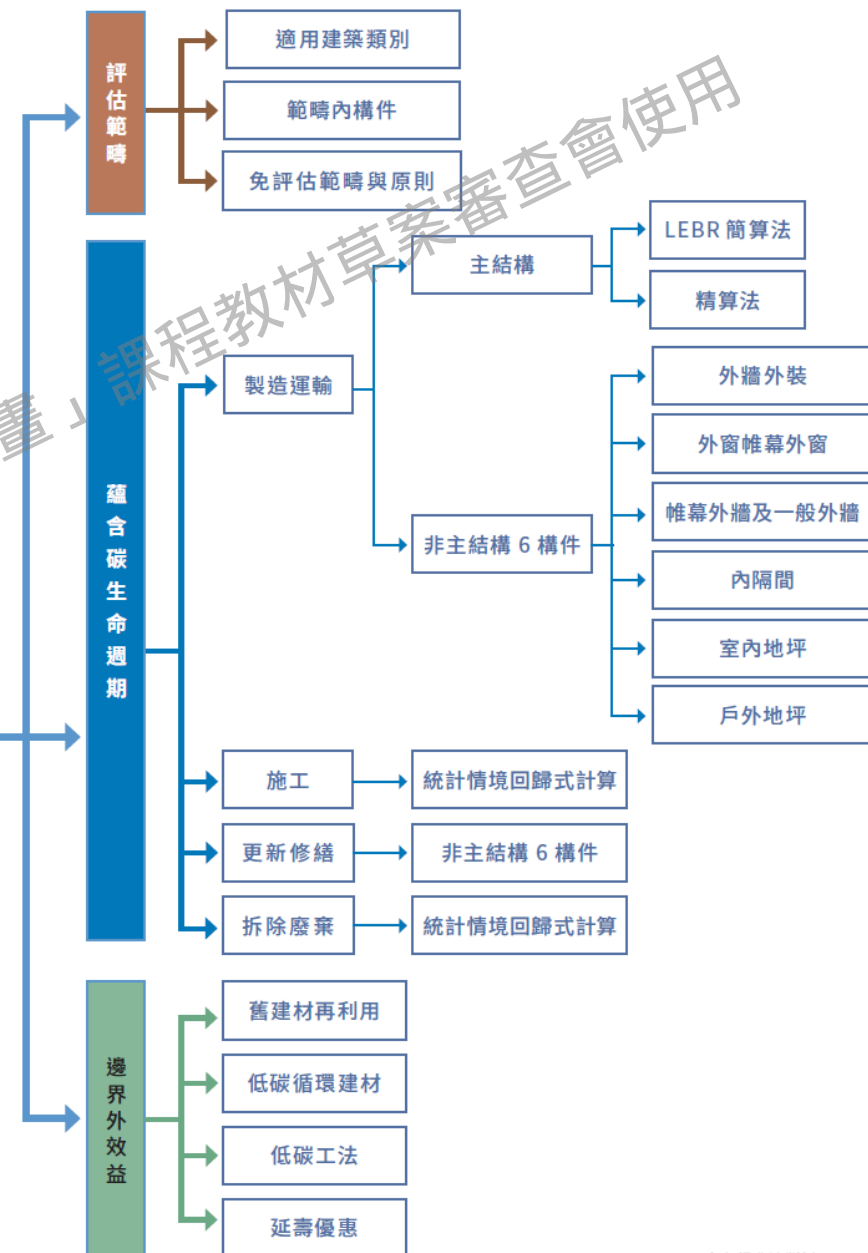 評估範疇
適用建築類別
範疇內構件
免評估範疇與原則
蘊含碳生命週期
製造運輸
主結構
LEBR 簡算法
精算法
非主結構 6 構件
外牆外裝
外窗帷幕外窗
帷幕外牆及一般外牆
內隔間
室內地坪
戶外地坪
施工
統計情境回歸式計算
更新修繕
非主結構 6 構件
拆除廢棄
統計情境回歸式計算
邊界外效益
舊建材再利用
低碳循環建材
低碳工法
延壽優惠
畫」課程教材草案審查會使用